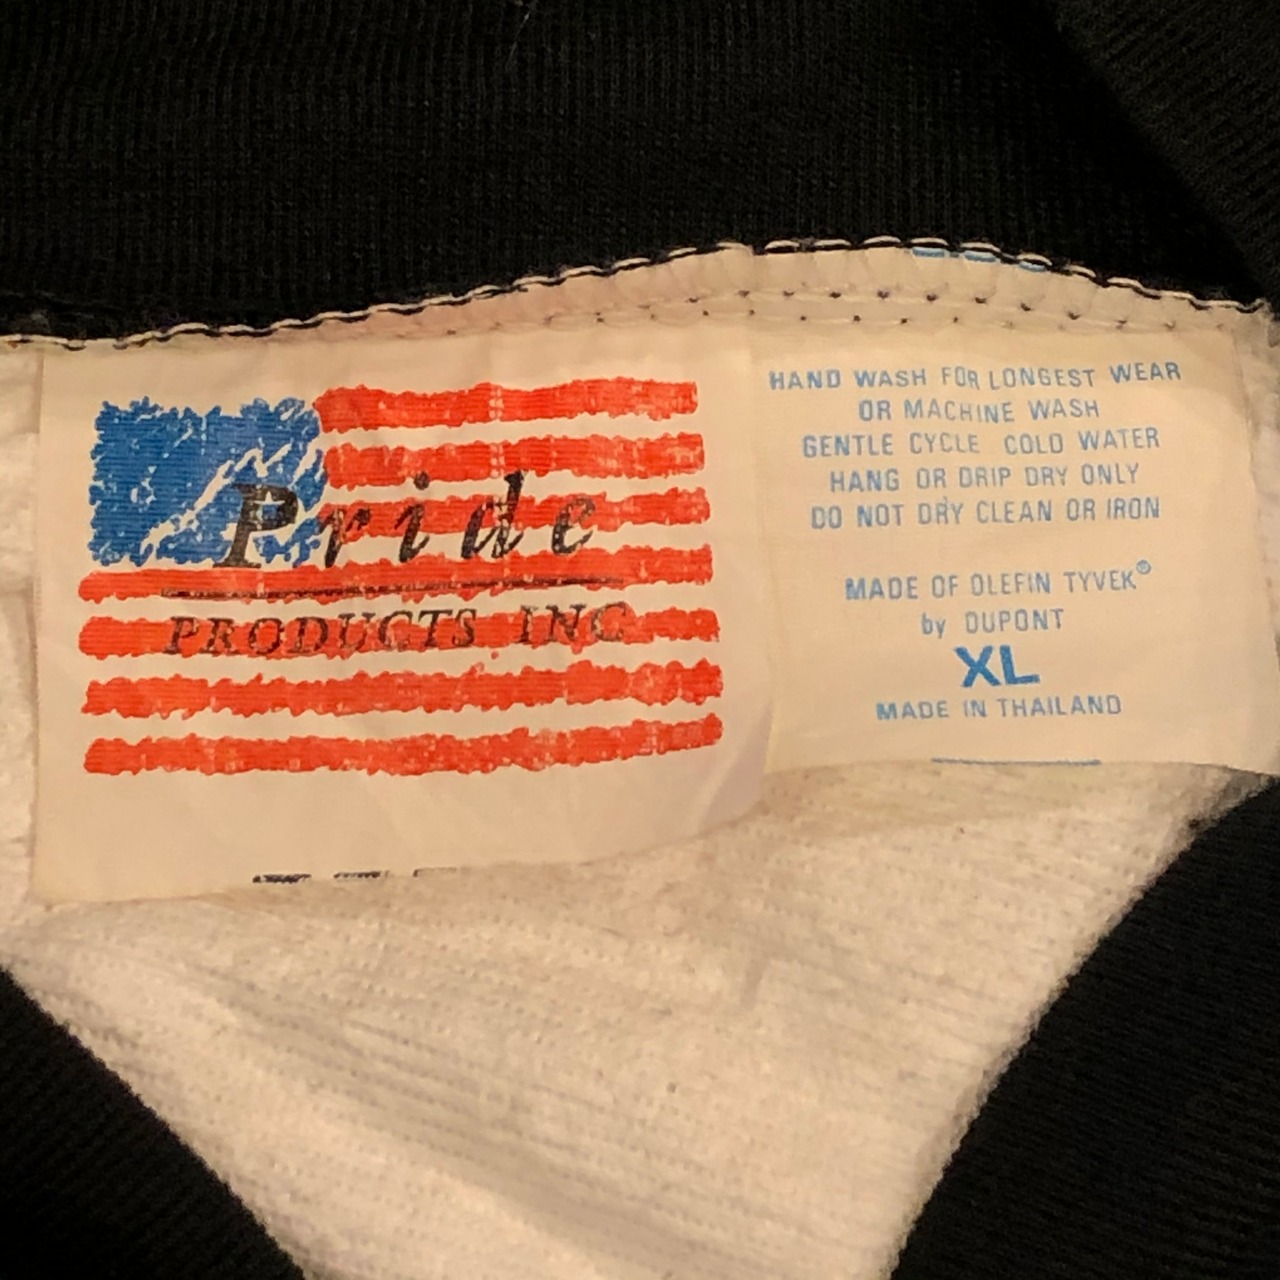 Pride
PRODUCTS INC
HAND WASH FOR LONGEST WEAR
OR MACHINE WASH
GENTLE CYCLE COLD WATER
HANG OR DRIP DRY ONLY
DO NOT DRY CLEAN OR IRON
MADE OF OLEFIN TYVEK®
by DUPONT
XL
MADE IN THAILAND